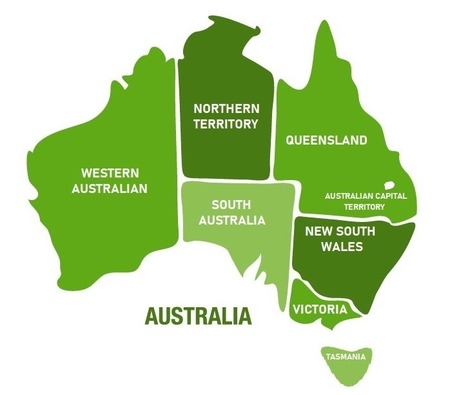 NORTHERN
TERRITORY
QUEENSLAND
WESTERN
AUSTRALIAN
SOUTH
AUSTRALIA
AUSTRALIAN CAPITAL
TERRITORY
NEW SOUTH
WALES
VICTORIA
AUSTRALIA
TASMANIA